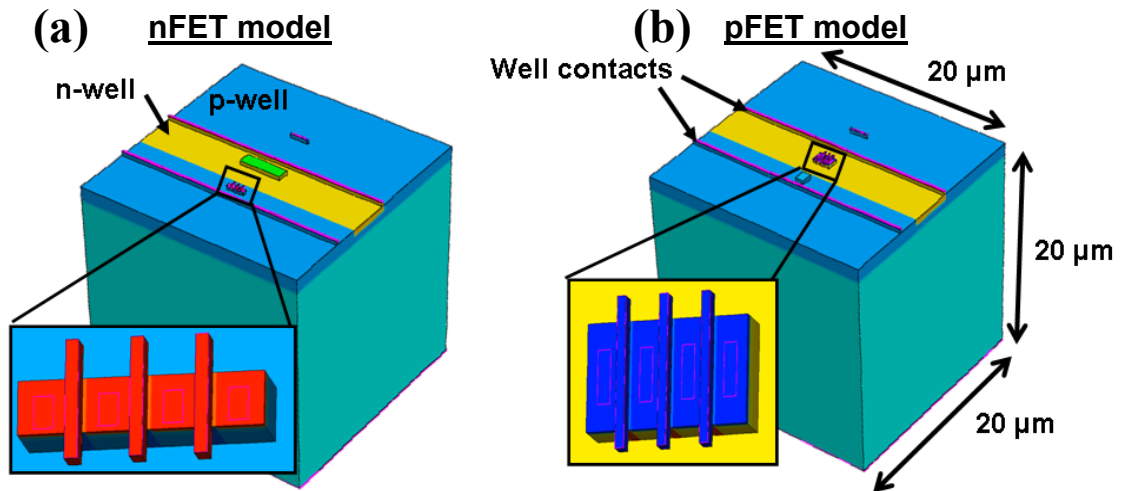 (a) nFET model
n-well
p-well
(b) pFET model
Well contacts
20 µm
20 µm
20 µm